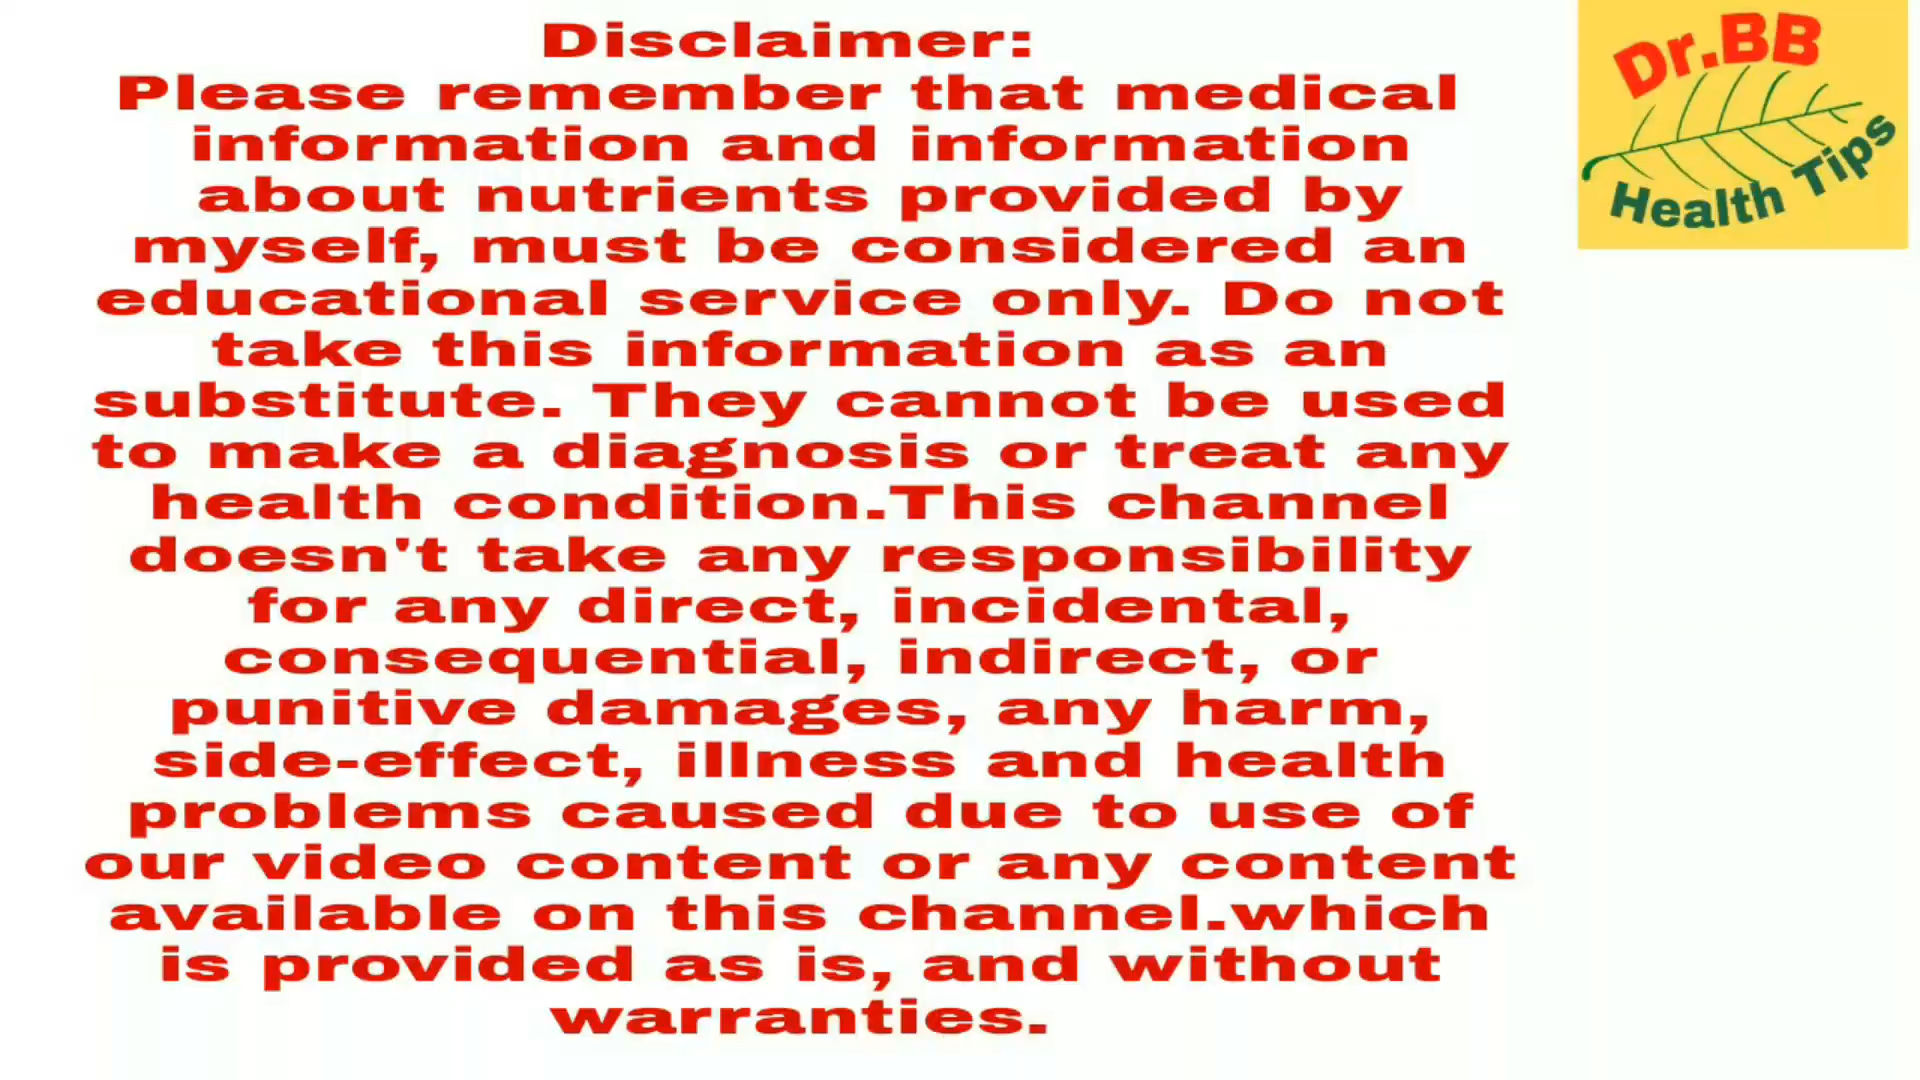 Disclaimer:
Please remember that medical
information and information
about nutrients provided by
myself, must be considered an
educational service only. Do not
take this information as an
substitute. They cannot be used
to make a diagnosis or treat any
health condition.This channel
doesn't take any responsibility
for any direct, incidental,
consequential, indirect, or
punitive damages, any harm,
side-effect, illness and health
problems caused due to use of
our video content or any content
available on this channel.which
is provided as is, and without
warranties.
Dr.BB
Health Tips